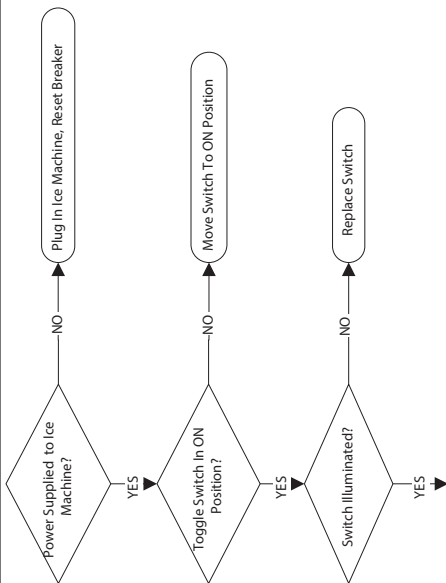 Power Supplied to Ice
Machine?
NO
Plug In Ice Machine, Reset Breaker
YES
Toggle Switch In ON
Position?
NO
Move Switch To ON Position
YES
Switch Illuminated?
NO
Replace Switch
YES